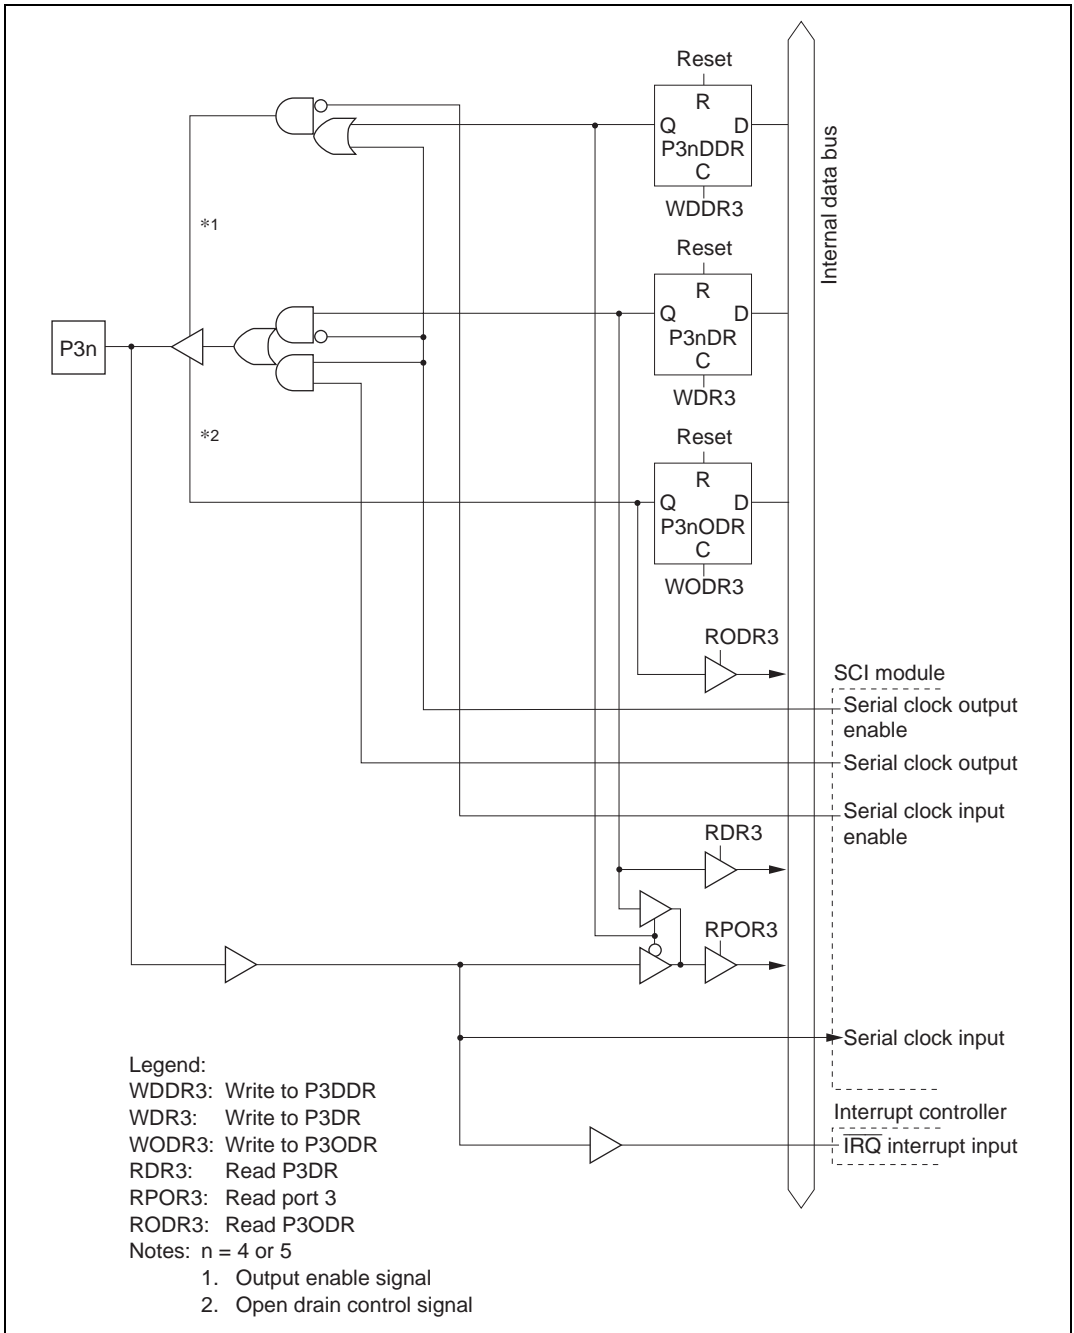 Reset
R
Q D
P3nDDR
C
WDDR3
Internal data bus
*1
Reset
R
Q D
P3nDR
C
WDR3
P3n
*2
Reset
R
Q D
P3nODR
C
WODR3
RODR3
SCI module
Serial clock output
enable
Serial clock output
Serial clock input
enable
RDR3
RPOR3
Serial clock input
Interrupt controller
I̅R̅Q̅ interrupt input
Legend:
WDDR3: Write to P3DDR
WDR3: Write to P3DR
WODR3: Write to P3ODR
RDR3: Read P3DR
RPOR3: Read port 3
RODR3: Read P3ODR
Notes: n = 4 or 5
1. Output enable signal
2. Open drain control signal